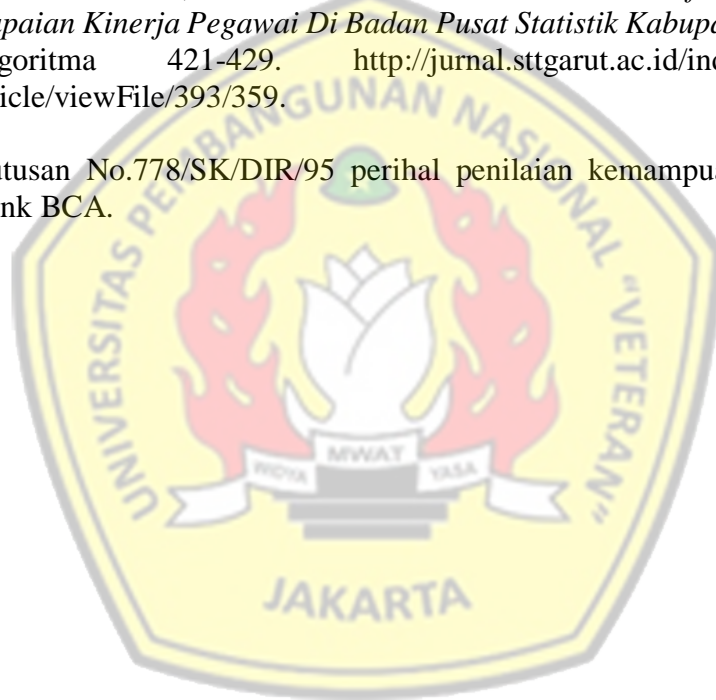 apaian Kinerja Pegawai Di Badan Pusat Statistik Kabupa
goritma 421-429. http://jurnal.sttgarut.ac.id/ind
icle/viewFile/393/359.
utusan No.778/SK/DIR/95 perihal penilaian kemampua
nk BCA.
UNIVERSITAS PEMBANGUNAN NASIONAL "VETERAN"
WIDYA MWAT YASA
JAKARTA